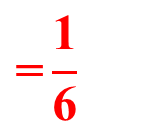 = 1/6